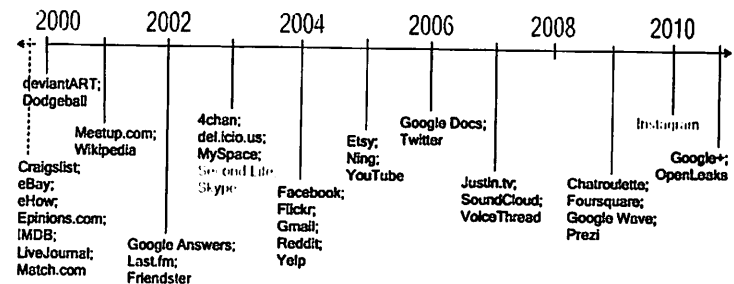 2000 2002 2004 2006 2008 2010
deviantART;
Dodgeball
Meetup.com;
Wikipedia
Craigslist;
eBay;
eHow;
Epinions.com;
IMDB;
LiveJournal;
Match.com
Google Answers;
Last.fm;
Friendster
4chan;
del.icio.us;
MySpace;
Second Life
Skype
Facebook;
Flickr;
Gmail;
Reddit;
Yelp
Etsy;
Ning;
YouTube
Google Docs;
Twitter
Justin.tv;
SoundCloud;
VoiceThread
Chatroulette;
Foursquare;
Google Wave;
Prezi
Instagram
Google+;
OpenLeaks